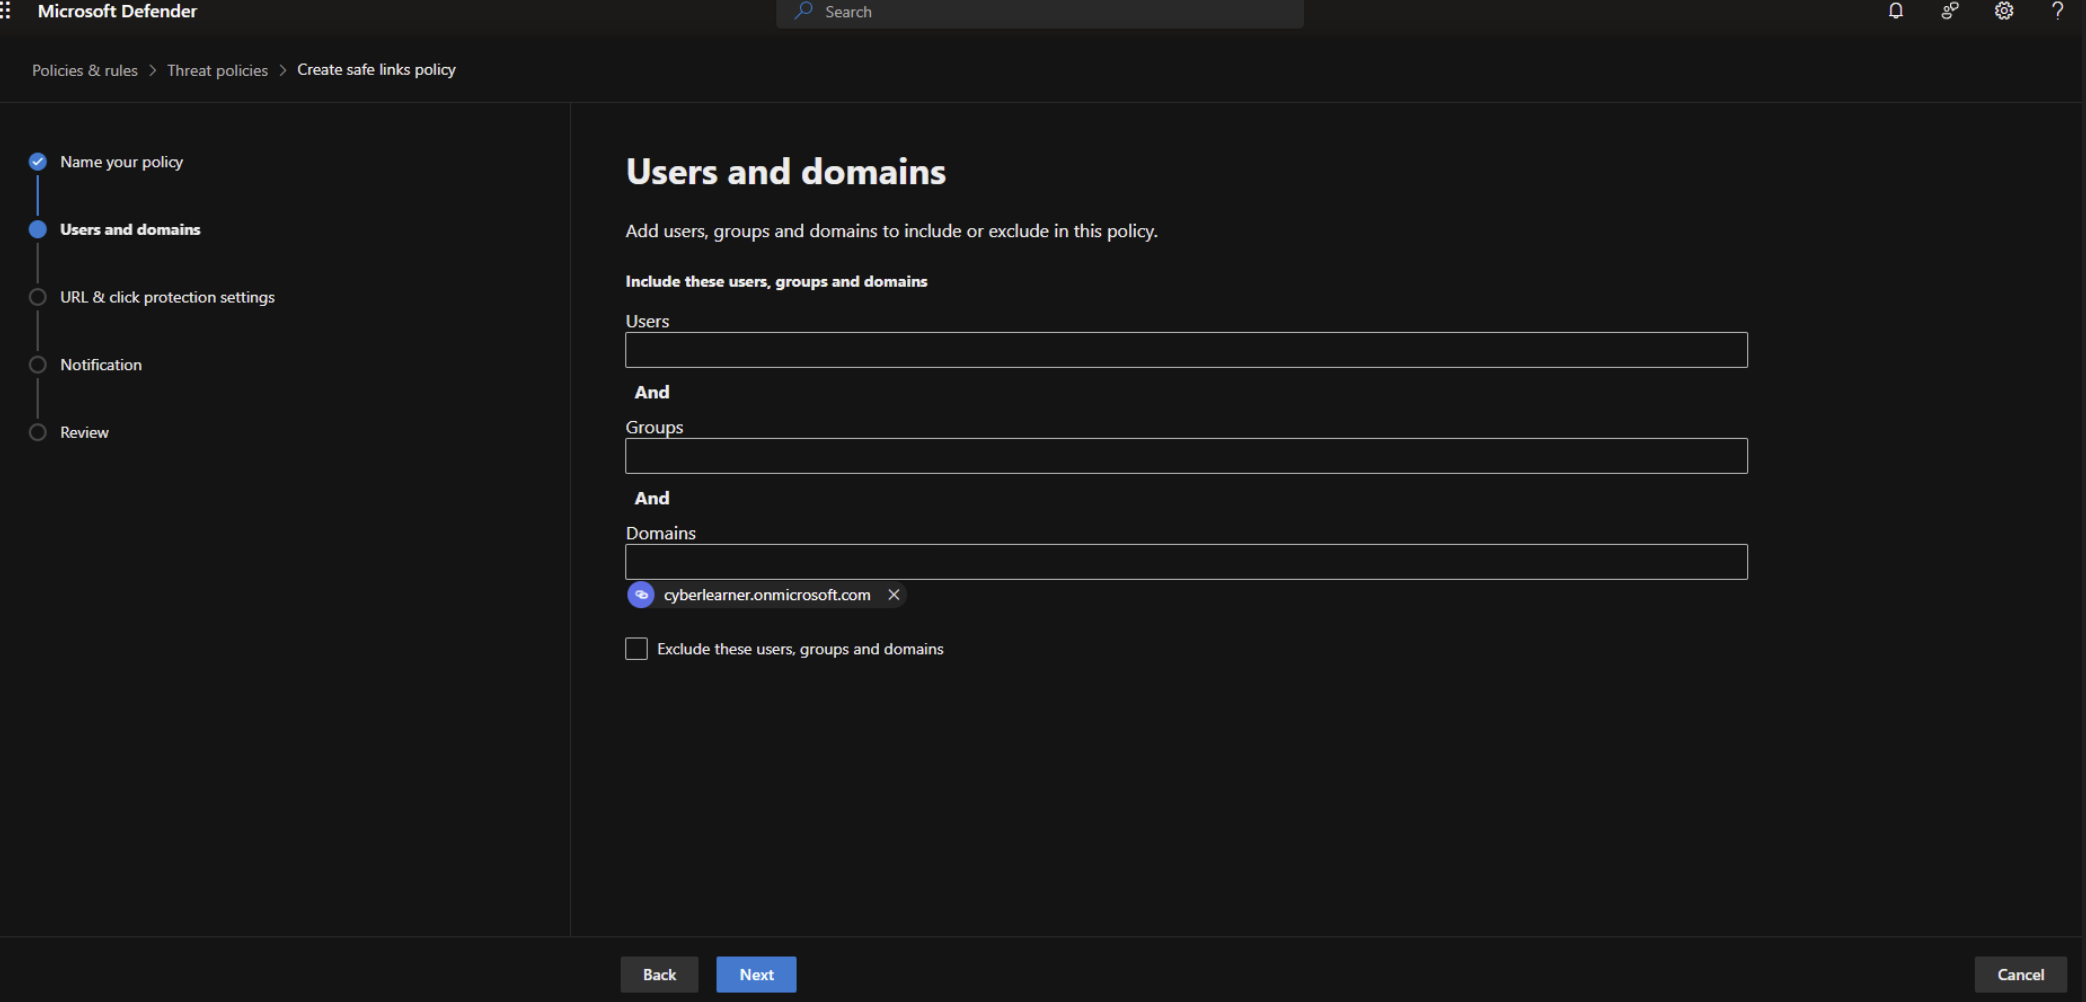 Microsoft Defender
Search
Policies & rules > Threat policies > Create safe links policy
Name your policy
Users and domains
URL & click protection settings
Notification
Review
Users and domains
Add users, groups and domains to include or exclude in this policy.
Include these users, groups and domains
Users
And
Groups
And
Domains
cyberlearner.onmicrosoft.com
Exclude these users, groups and domains
Back
Next
Cancel